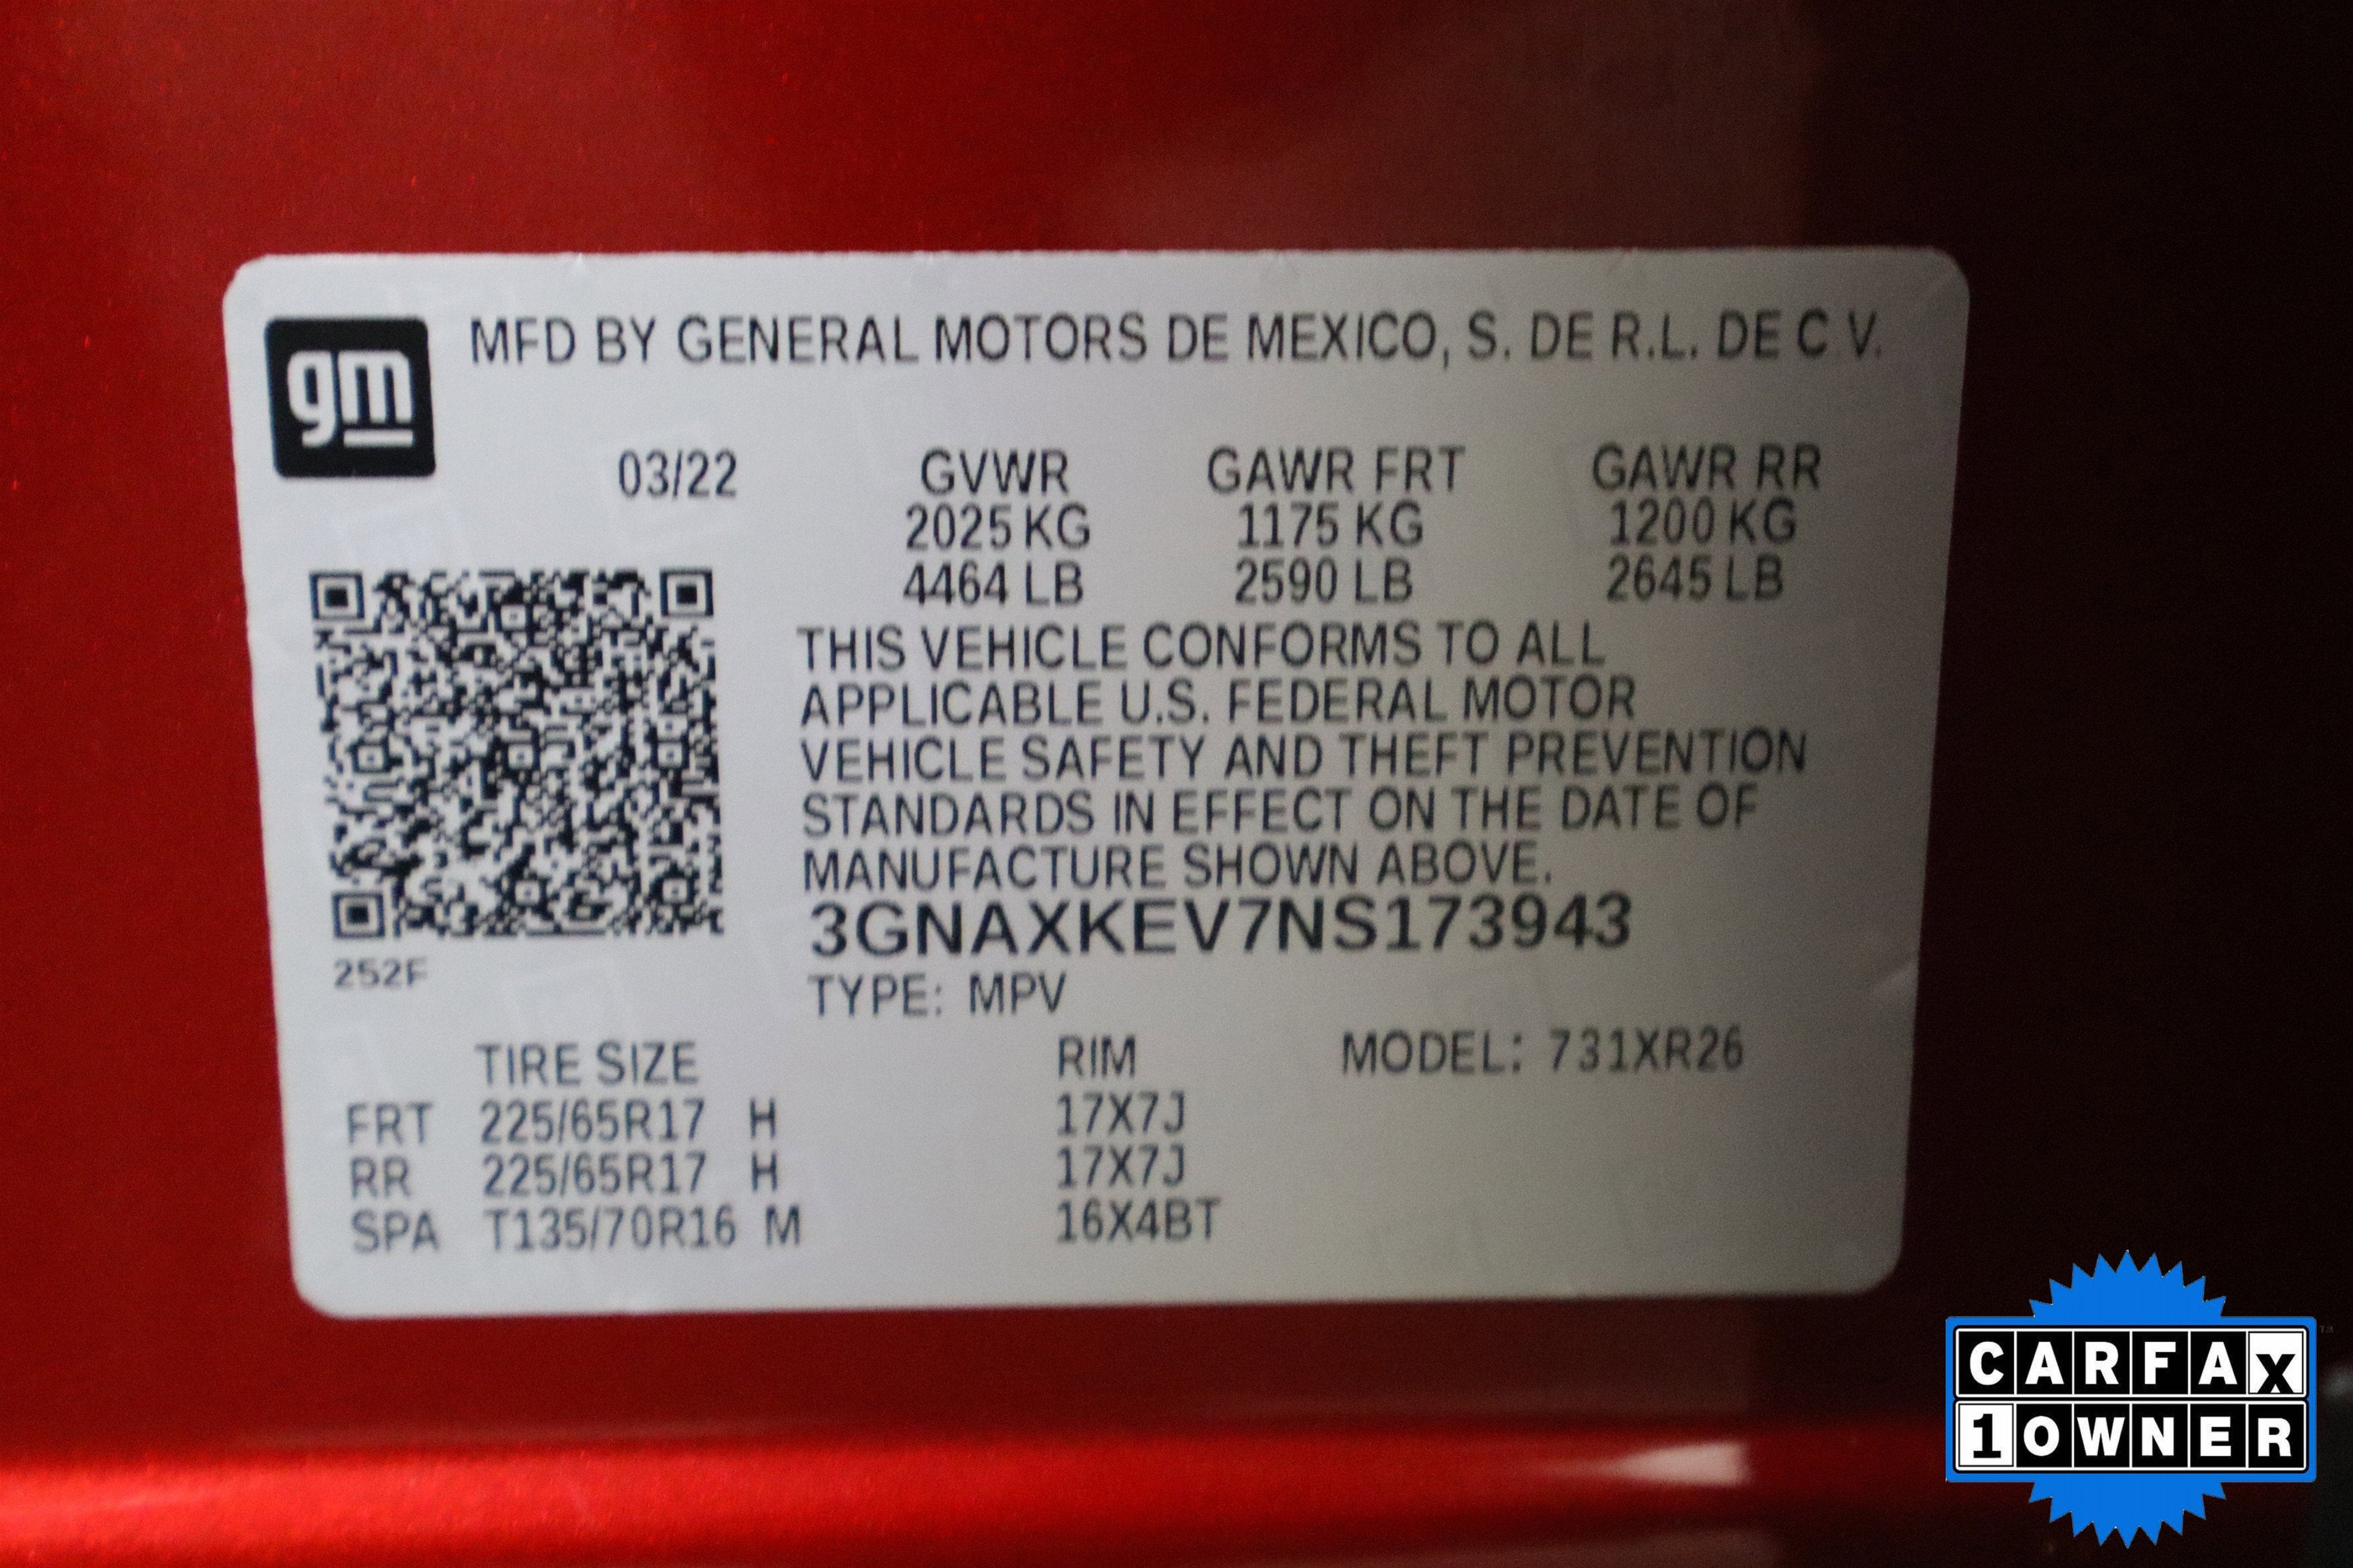 gm
MFD BY GENERAL MOTORS DE MEXICO, S. DE R.L. DE C V.
03/22 GVWR GAWR FRT GAWR RR
2025 KG 1175 KG 1200 KG
4464 LB 2590 LB 2645 LB
THIS VEHICLE CONFORMS TO ALL
APPLICABLE U.S. FEDERAL MOTOR
VEHICLE SAFETY AND THEFT PREVENTION
STANDARDS IN EFFECT ON THE DATE OF
MANUFACTURE SHOWN ABOVE.
3GNAXKEV7NS173943
252F
TYPE: MPV
TIRE SIZE RIM MODEL: 731XR26
FRT 225/65R17 H 17X7J
RR 225/65R17 H 17X7J
SPA T135/70R16 M 16X4BT
CARFAX
1 OWNER